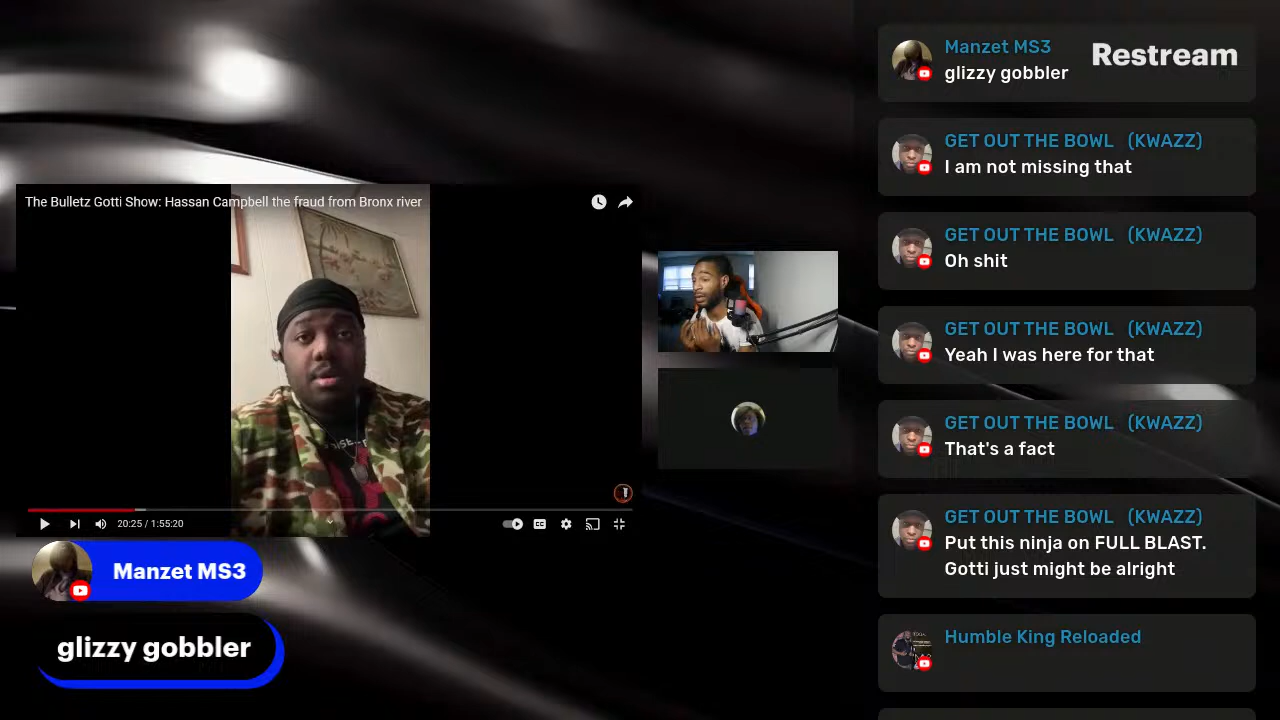 The Bulletz Gotti Show: Hassan Campbell the fraud from Bronx river
20:25 / 1:55:20
Manzet MS3
glizzy gobbler
Restream
Manzet MS3
glizzy gobbler
GET OUT THE BOWL (KWAZZ)
I am not missing that
GET OUT THE BOWL (KWAZZ)
Oh shit
GET OUT THE BOWL (KWAZZ)
Yeah I was here for that
GET OUT THE BOWL (KWAZZ)
That's a fact
GET OUT THE BOWL (KWAZZ)
Put this ninja on FULL BLAST.
Gotti just might be alright
Humble King Reloaded